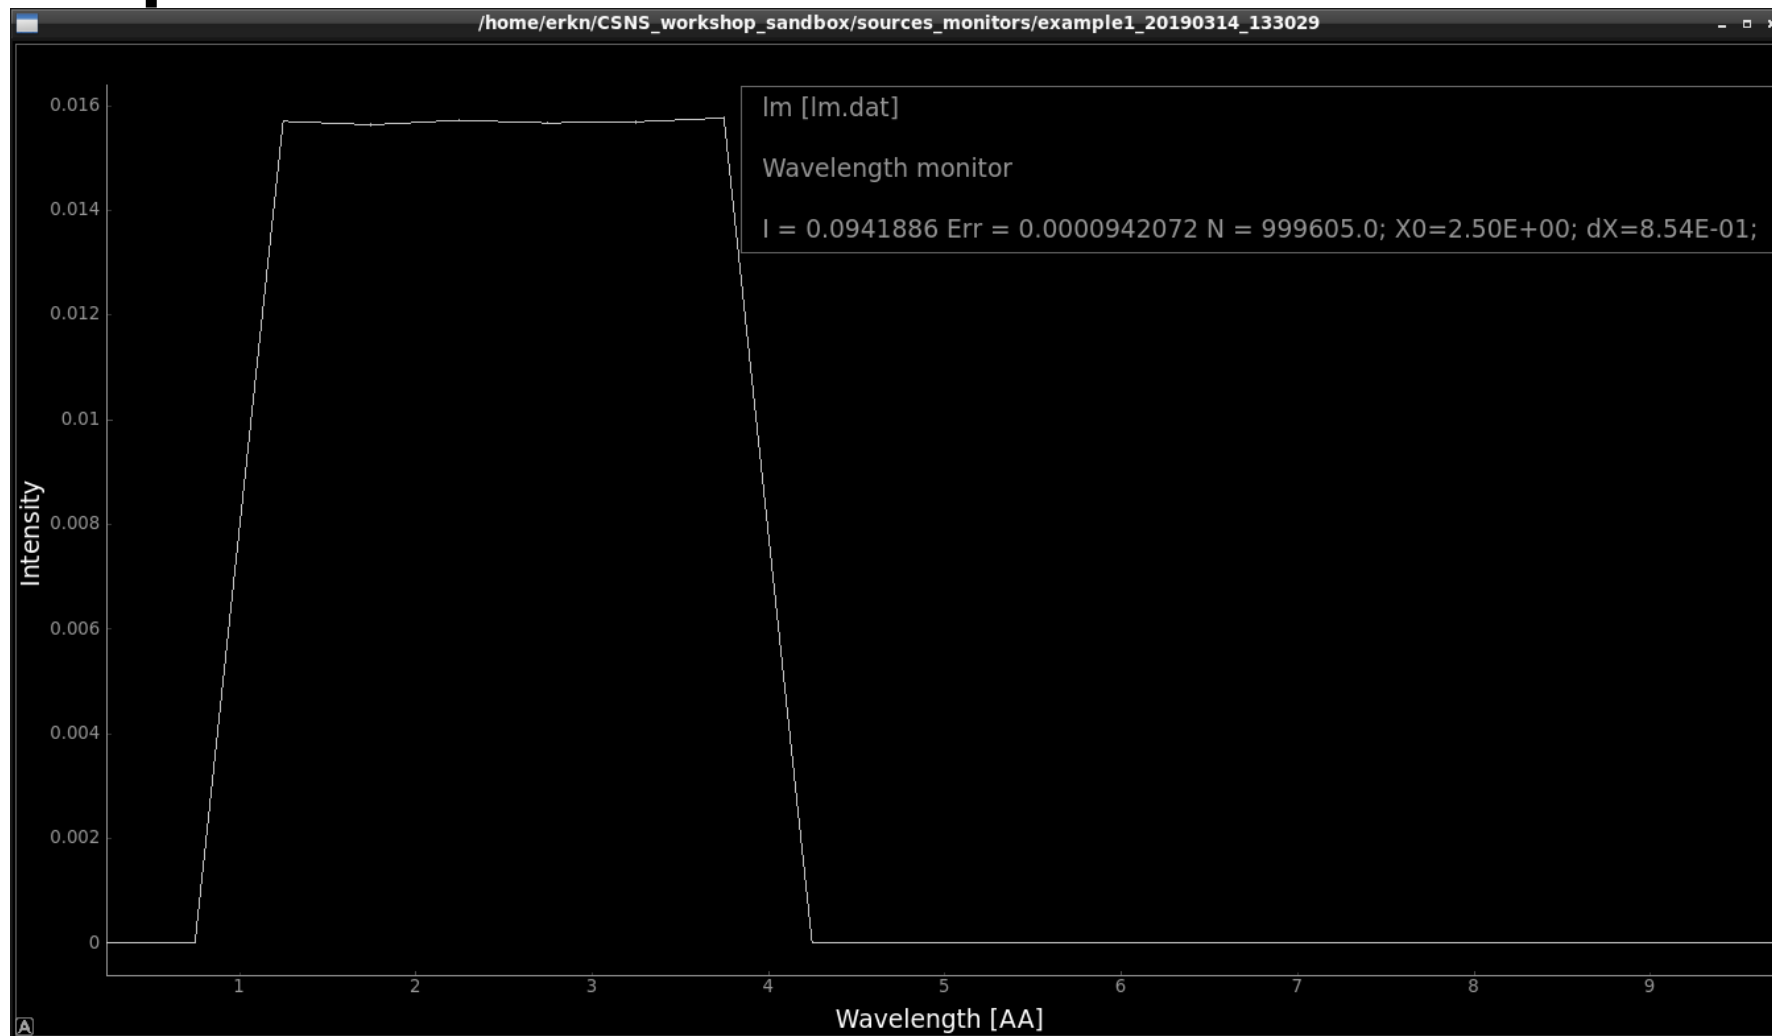 /home/erkn/CSNS_workshop_sandbox/sources_monitors/example1_20190314_133029
lm [lm.dat]
Wavelength monitor
I = 0.0941886 Err = 0.0000942072 N = 999605.0; X0=2.50E+00; dX=8.54E-01;
0.016
0.014
0.012
0.01
0.008
0.006
0.004
0.002
0
Intensity
1 2 3 4 5 6 7 8 9
Wavelength [AA]
A